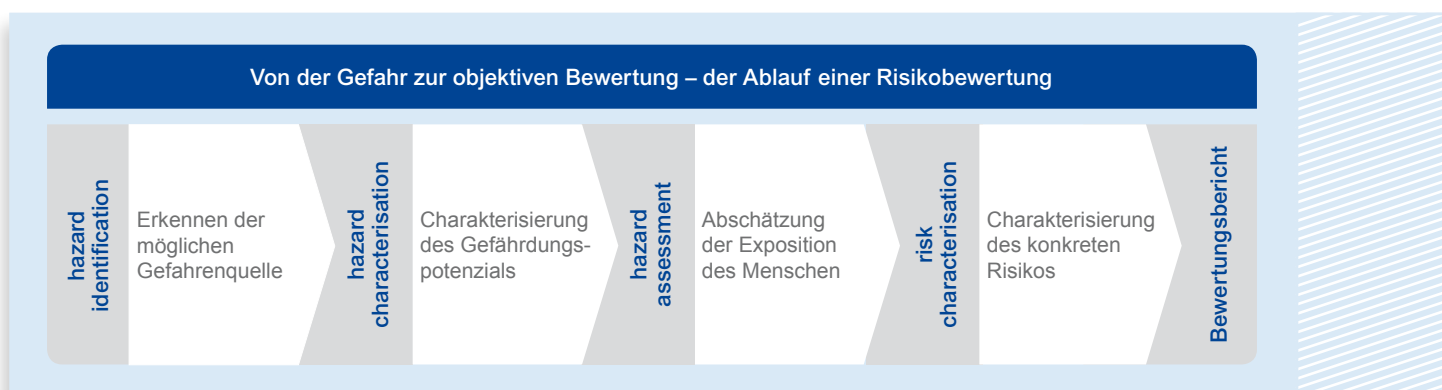 Von der Gefahr zur objektiven Bewertung – der Ablauf einer Risikobewertung
hazard
identification
Erkennen der
möglichen
Gefahrenquelle
hazard
characterisation
Charakterisierung
des Gefährdungs-
potenzials
hazard
assessment
Abschätzung
der Exposition
des Menschen
risk
characterisation
Charakterisierung
des konkreten
Risikos
Bewertungsbericht